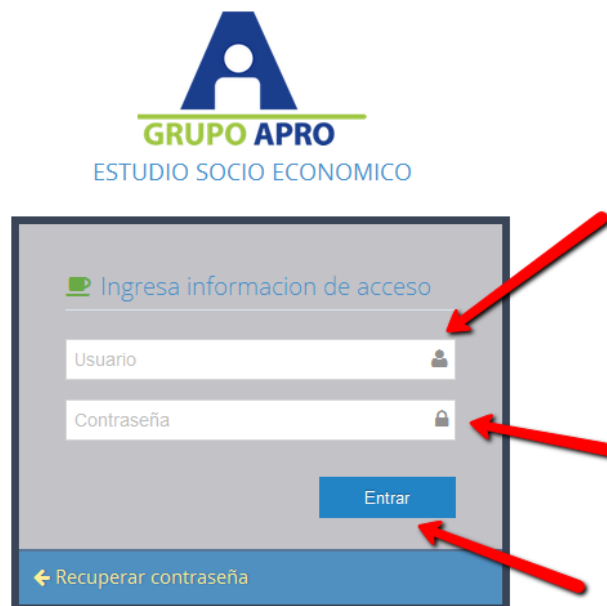 GRUPO APRO
ESTUDIO SOCIO ECONOMICO
Ingresa informacion de acceso
Usuario
Contraseña
Entrar
Recuperar contraseña